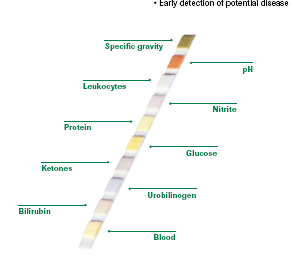 • Early detection of potential disease
Specific gravity
pH
Leukocytes
Nitrite
Protein
Glucose
Ketones
Urobilinogen
Bilirubin
Blood